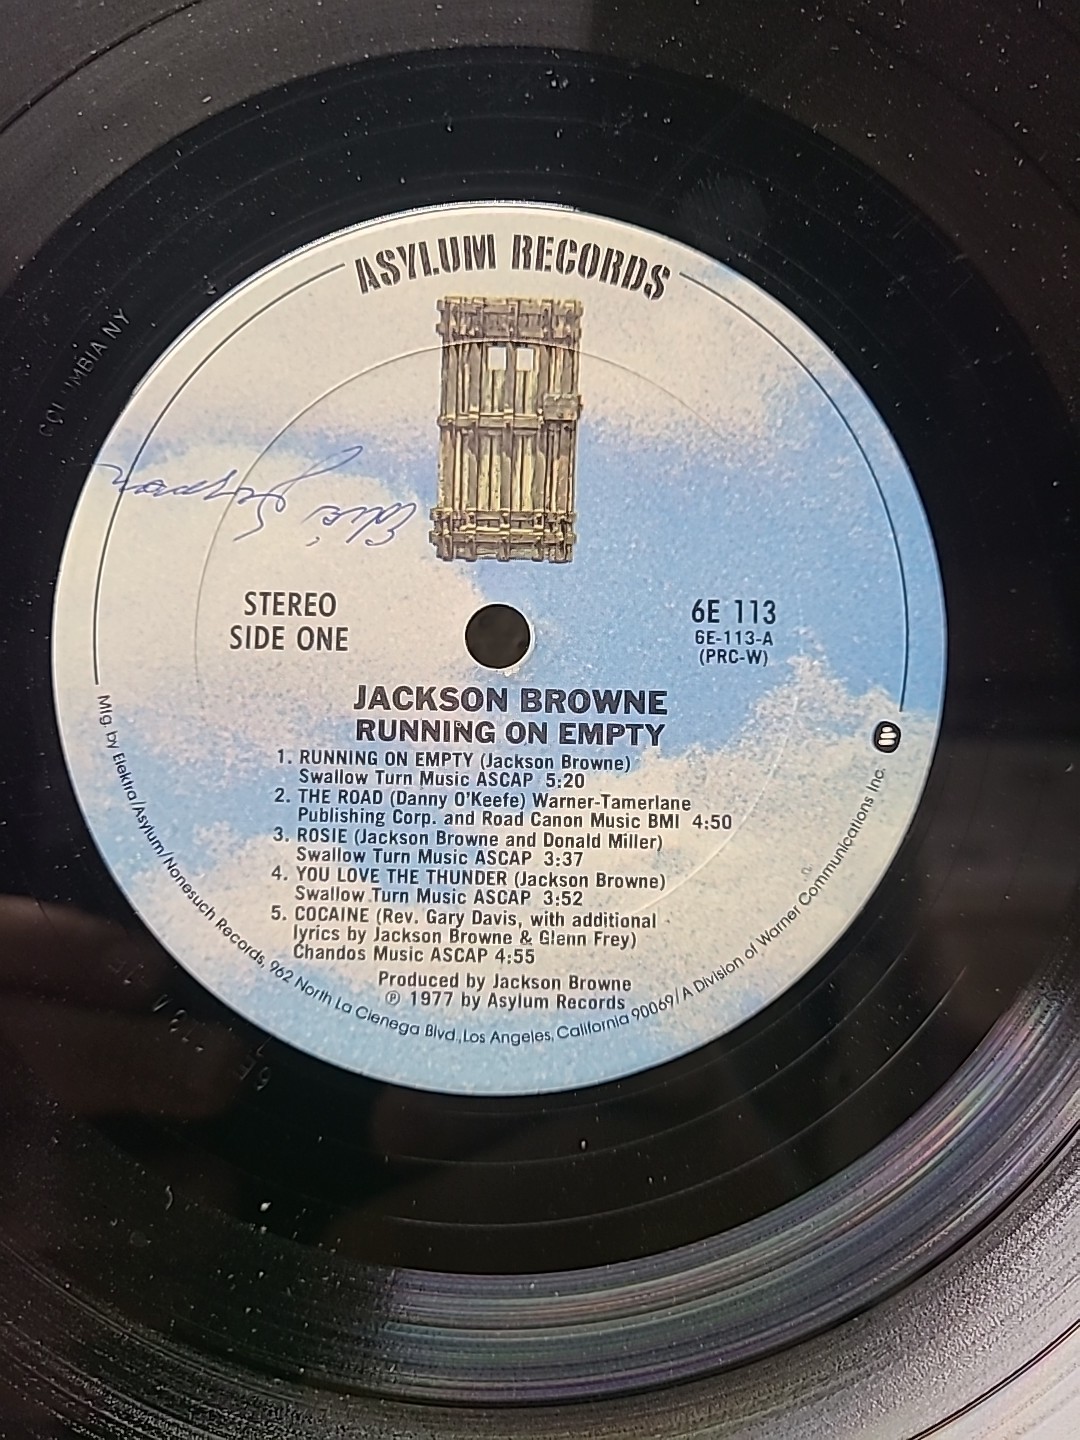 ASYLUM RECORDS
STEREO
SIDE ONE
6E 113
6E-113-A
(PRC-W)
JACKSON BROWNE
RUNNING ON EMPTY
1. RUNNING ON EMPTY (Jackson Browne)
Swallow Turn Music ASCAP 5:20
2. THE ROAD (Danny O'Keefe) Warner-Tamerlane
Publishing Corp. and Road Canon Music BMI 4:50
3. ROSIE (Jackson Browne and Donald Miller)
Swallow Turn Music ASCAP 3:37
4. YOU LOVE THE THUNDER (Jackson Browne)
Swallow Turn Music ASCAP 3:52
5. COCAINE (Rev. Gary Davis, with additional
lyrics by Jackson Browne & Glenn Frey)
Chandos Music ASCAP 4:55
Produced by Jackson Browne
℗ 1977 by Asylum Records
Mfg. by Elektra/Asylum/Nonesuch Records, 962 North La Cienega Blvd., Los Angeles, California 90069/A Division of Warner Communications Inc.
NY